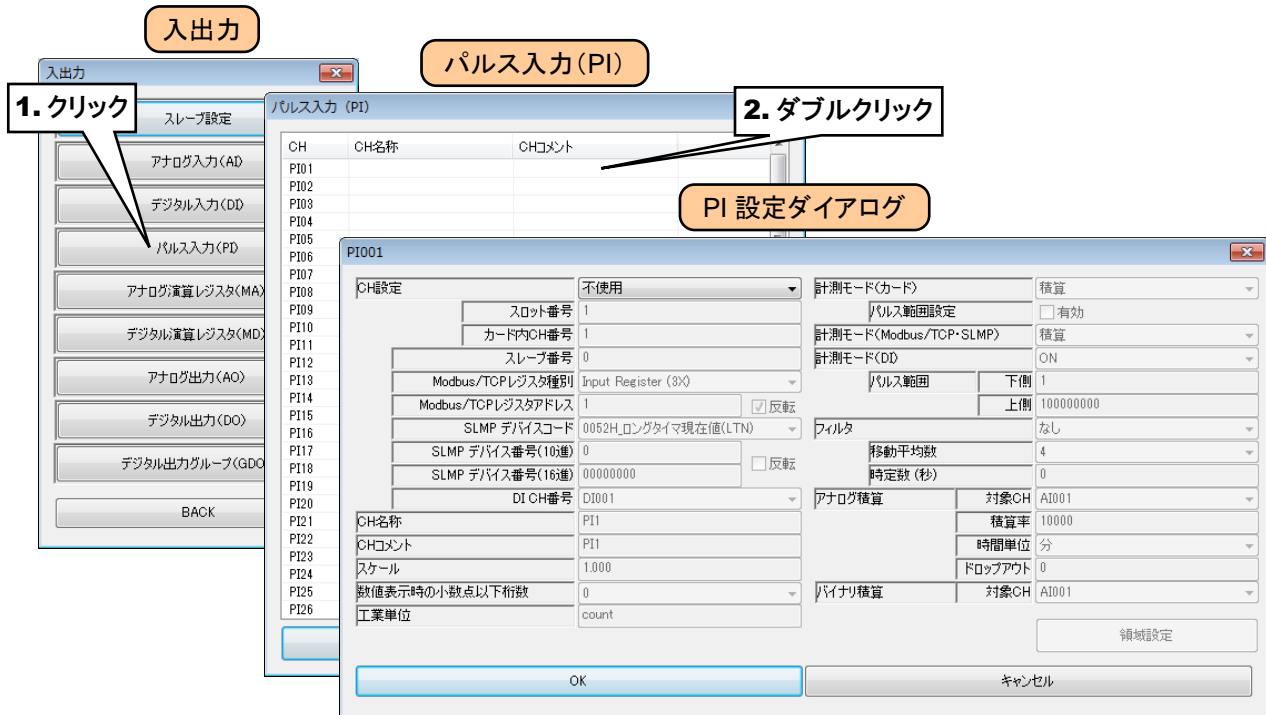 入出力
入出力
1. クリック
スレーブ設定
アナログ入力(AI)
デジタル入力(DI)
パルス入力(PI)
アナログ演算レジスタ(MA)
デジタル演算レジスタ(MD)
アナログ出力(AO)
デジタル出力(DO)
デジタル出力グループ(GDO
BACK
パルス入力(PI)
パルス入力 (PI)
2. ダブルクリック
CH CH名称 CHコメント
PI01
PI02
PI03
PI04
PI05
PI06
PI07
PI08
PI09
PI10
PI11
PI12
PI13
PI14
PI15
PI16
PI17
PI18
PI19
PI20
PI21
PI22
PI23
PI24
PI25
PI26
PI 設定ダイアログ
PI001
CH設定 不使用
スロット番号 1
カード内CH番号 1
スレーブ番号 0
Modbus/TCPレジスタ種別 Input Register (3X)
Modbus/TCPレジスタアドレス 1 反転
SLMP デバイスコード 0052H_ロングタイマ現在値(LTN)
SLMP デバイス番号(10進) 0
反転
SLMP デバイス番号(16進) 00000000
DI CH番号 DI001
CH名称 PI1
CHコメント PI1
スケール 1.000
数値表示時の小数点以下桁数 0
工業単位 count
計測モード(カード) 積算
パルス範囲設定 有効
計測モード(Modbus/TCP・SLMP) 積算
計測モード(DI) ON
パルス範囲 下側 1
上側 100000000
フィルタ なし
移動平均数 4
時定数 (秒) 0
アナログ積算 対象CH AI001
積算率 10000
時間単位 分
ドロップアウト 0
バイナリ積算 対象CH AI001
領域設定
OK
キャンセル